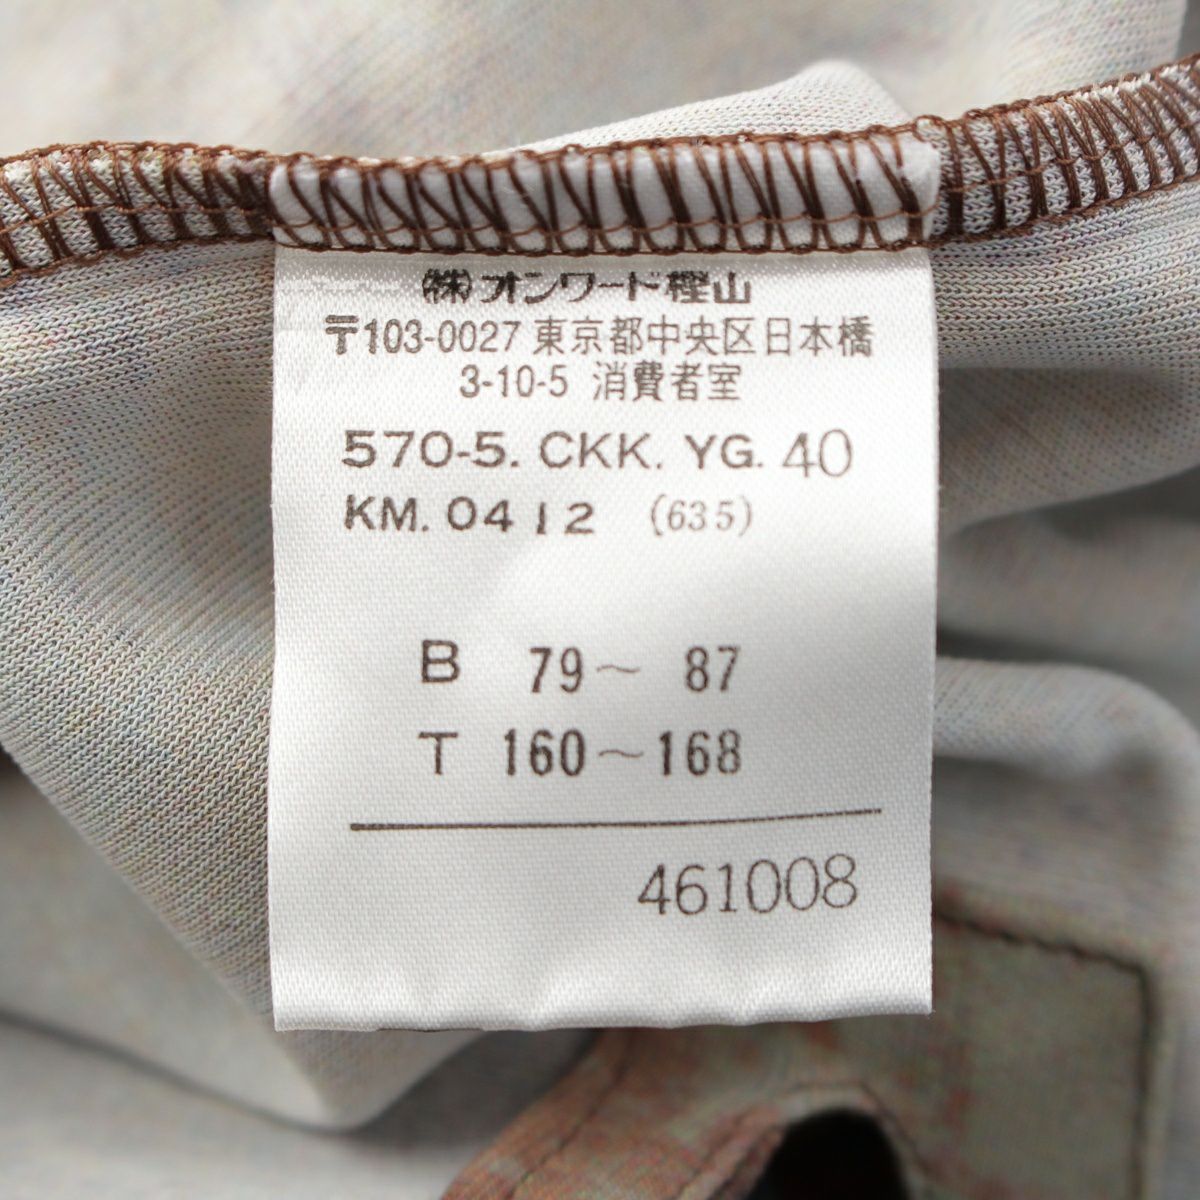 ㈱オンワード樫山
〒103-0027 東京都中央区日本橋
3-10-5 消費者室
570-5. CKK. YG. 40
KM. 0412 (635)
B 79~ 87
T 160~168
461008